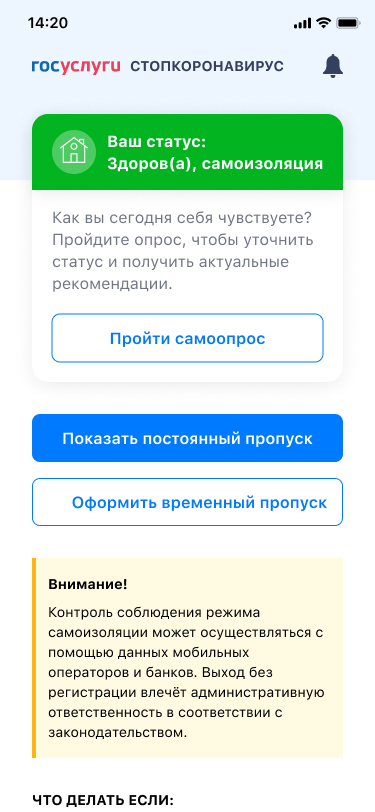 14:20
госуслуги СТОПКОРОНАВИРУС
Ваш статус:
Здоров(а), самоизоляция
Как вы сегодня себя чувствуете?
Пройдите опрос, чтобы уточнить
статус и получить актуальные
рекомендации.
Пройти самоопрос
Показать постоянный пропуск
Оформить временный пропуск
Внимание!
Контроль соблюдения режима
самоизоляции может осуществляться с
помощью данных мобильных
операторов и банков. Выход без
регистрации влечёт административную
ответственность в соответствии с
законодательством.
ЧТО ДЕЛАТЬ ЕСЛИ: